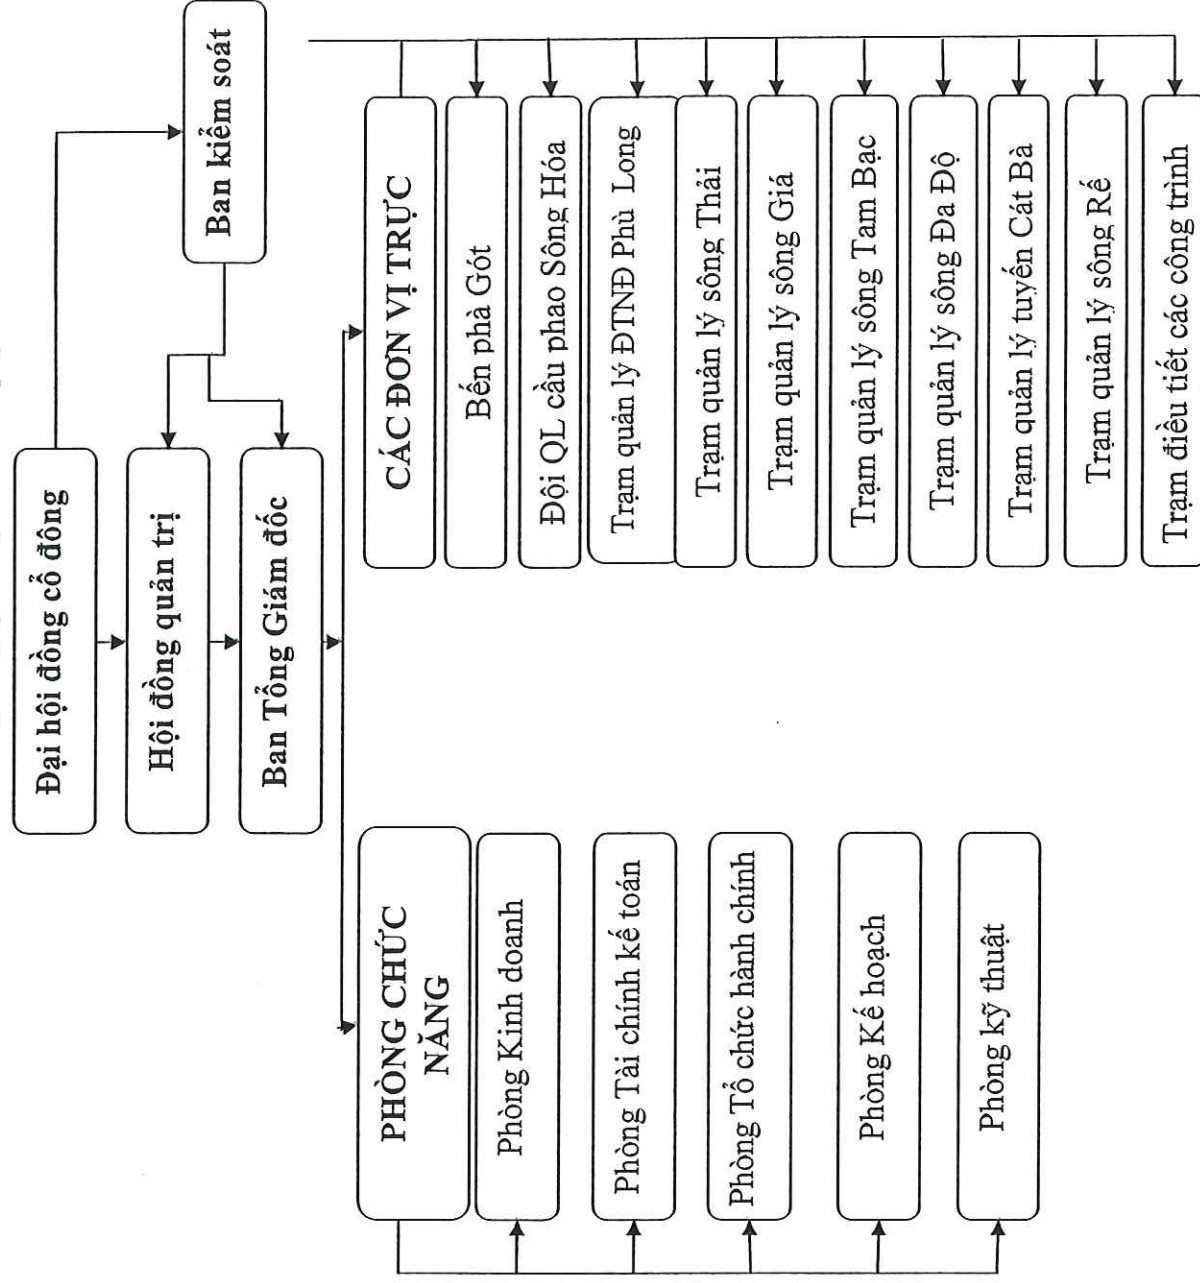 Đại hội đồng cổ đông
Ban kiểm soát
Hội đồng quản trị
Ban Tổng Giám đốc
PHÒNG CHỨC
NĂNG
Phòng Kinh doanh
Phòng Tài chính kế toán
Phòng Tổ chức hành chính
Phòng Kế hoạch
Phòng kỹ thuật
CÁC ĐƠN VỊ TRỰC
Bến phà Gót
Đội QL cầu phao Sông Hóa
Trạm quản lý ĐTNĐ Phù Long
Trạm quản lý sông Thải
Trạm quản lý sông Giá
Trạm quản lý sông Tam Bạc
Trạm quản lý sông Đa Độ
Trạm quản lý tuyến Cát Bà
Trạm quản lý sông Rế
Trạm điều tiết các công trình